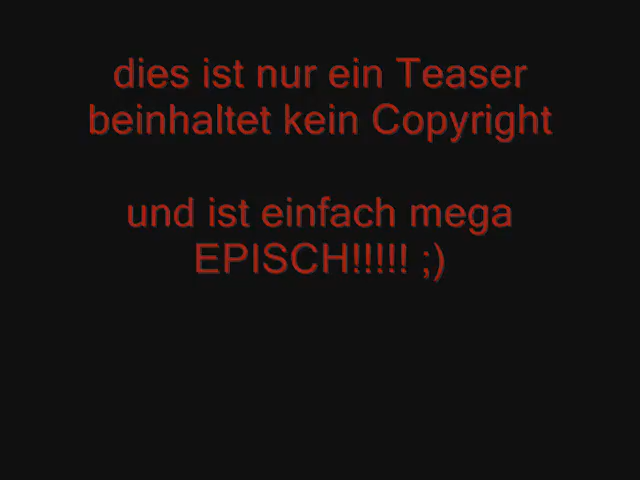 dies ist nur ein Teaser
beinhaltet kein Copyright
und ist einfach mega
EPISCH!!!!! ;)